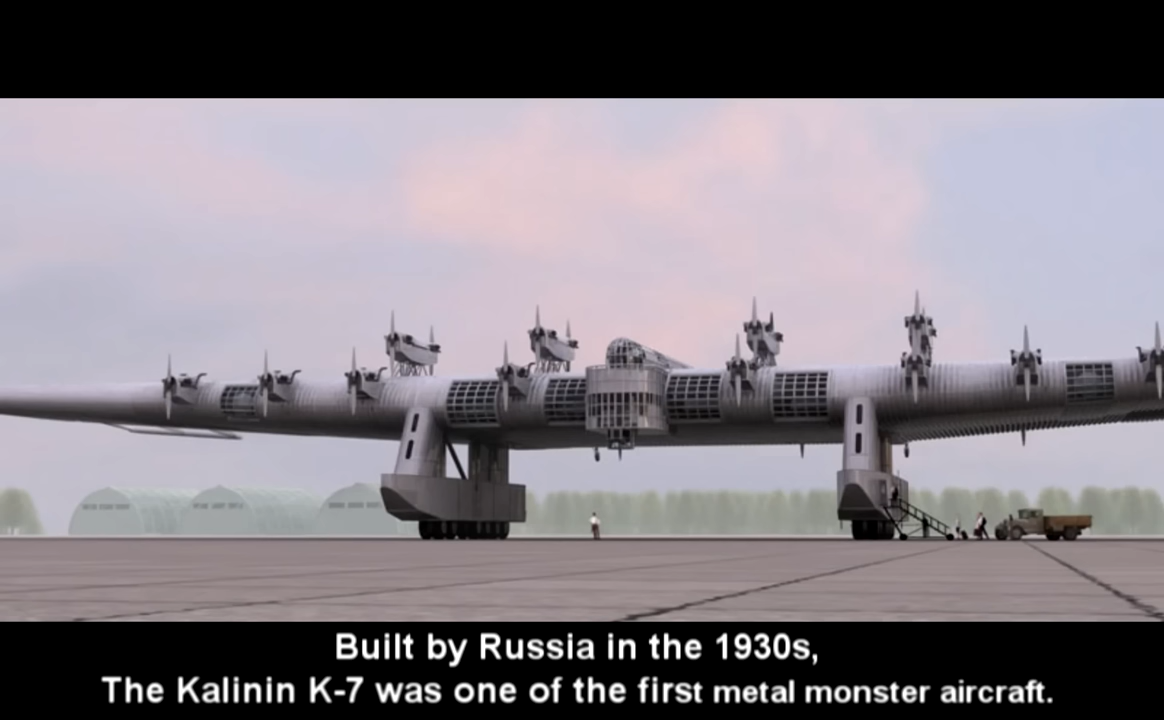 Built by Russia in the 1930s,
The Kalinin K-7 was one of the first metal monster aircraft.